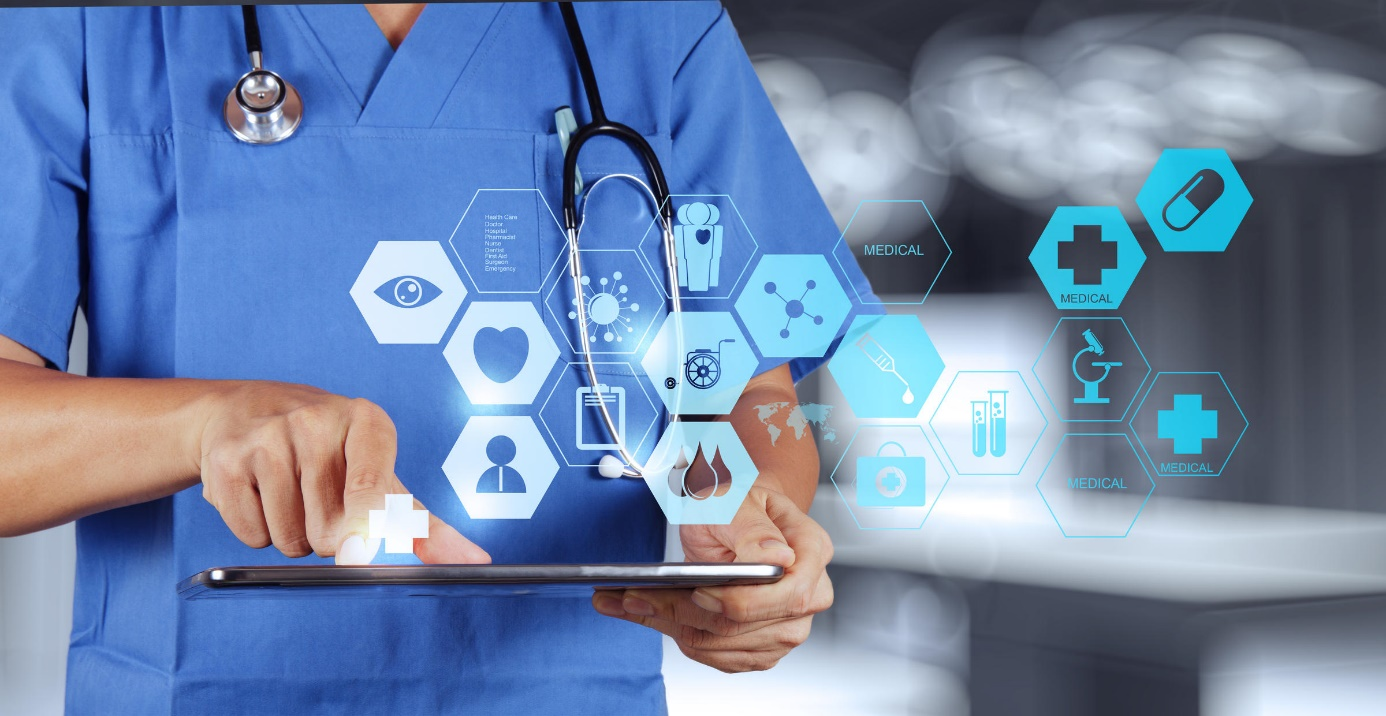 Health Care
Doctor
Hospital
Pharmacist
Nurse
Dentist
First Aid
Surgeon
Emergency
MEDICAL
MEDICAL
MEDICAL
MEDICAL